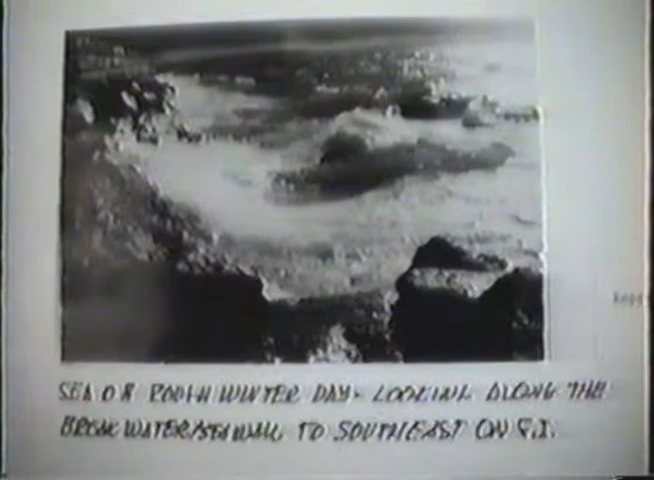 SEA ON ROUGH WINTER DAY - LOOKING ALONG THE
BREAKWATER/SEAWALL TO SOUTHEAST ON F.I.